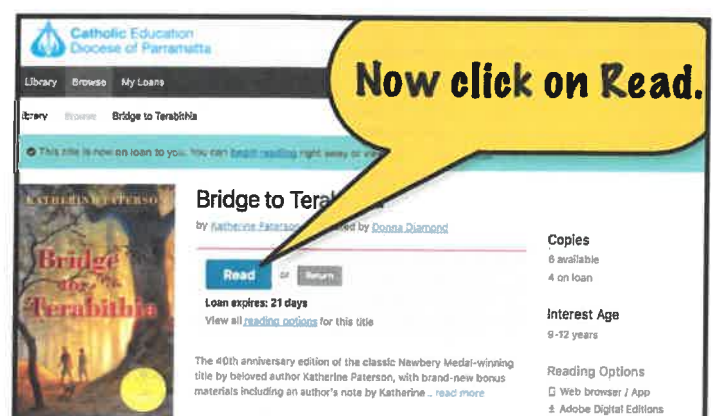 Catholic Education
Diocese of Parramatta
Now click on Read.
Library Browse My Loans
Library Browse Bridge to Terabithia
This title is now on loan to you. You can begin reading right away or
KATHERINE PATERSON
Bridge
to
Terabithia
Bridge to Tera
by Katherine Paterson ed by Donna Diamond
Read or Return
Loan expires: 21 days
View all reading options for this title
The 40th anniversary edition of the classic Newbery Medal-winning
title by beloved author Katherine Paterson, with brand-new bonus
materials including an author's note by Katherine .. read more
Copies
6 available
4 on loan
Interest Age
9-12 years
Reading Options
Web browser / App
Adobe Digital Editions